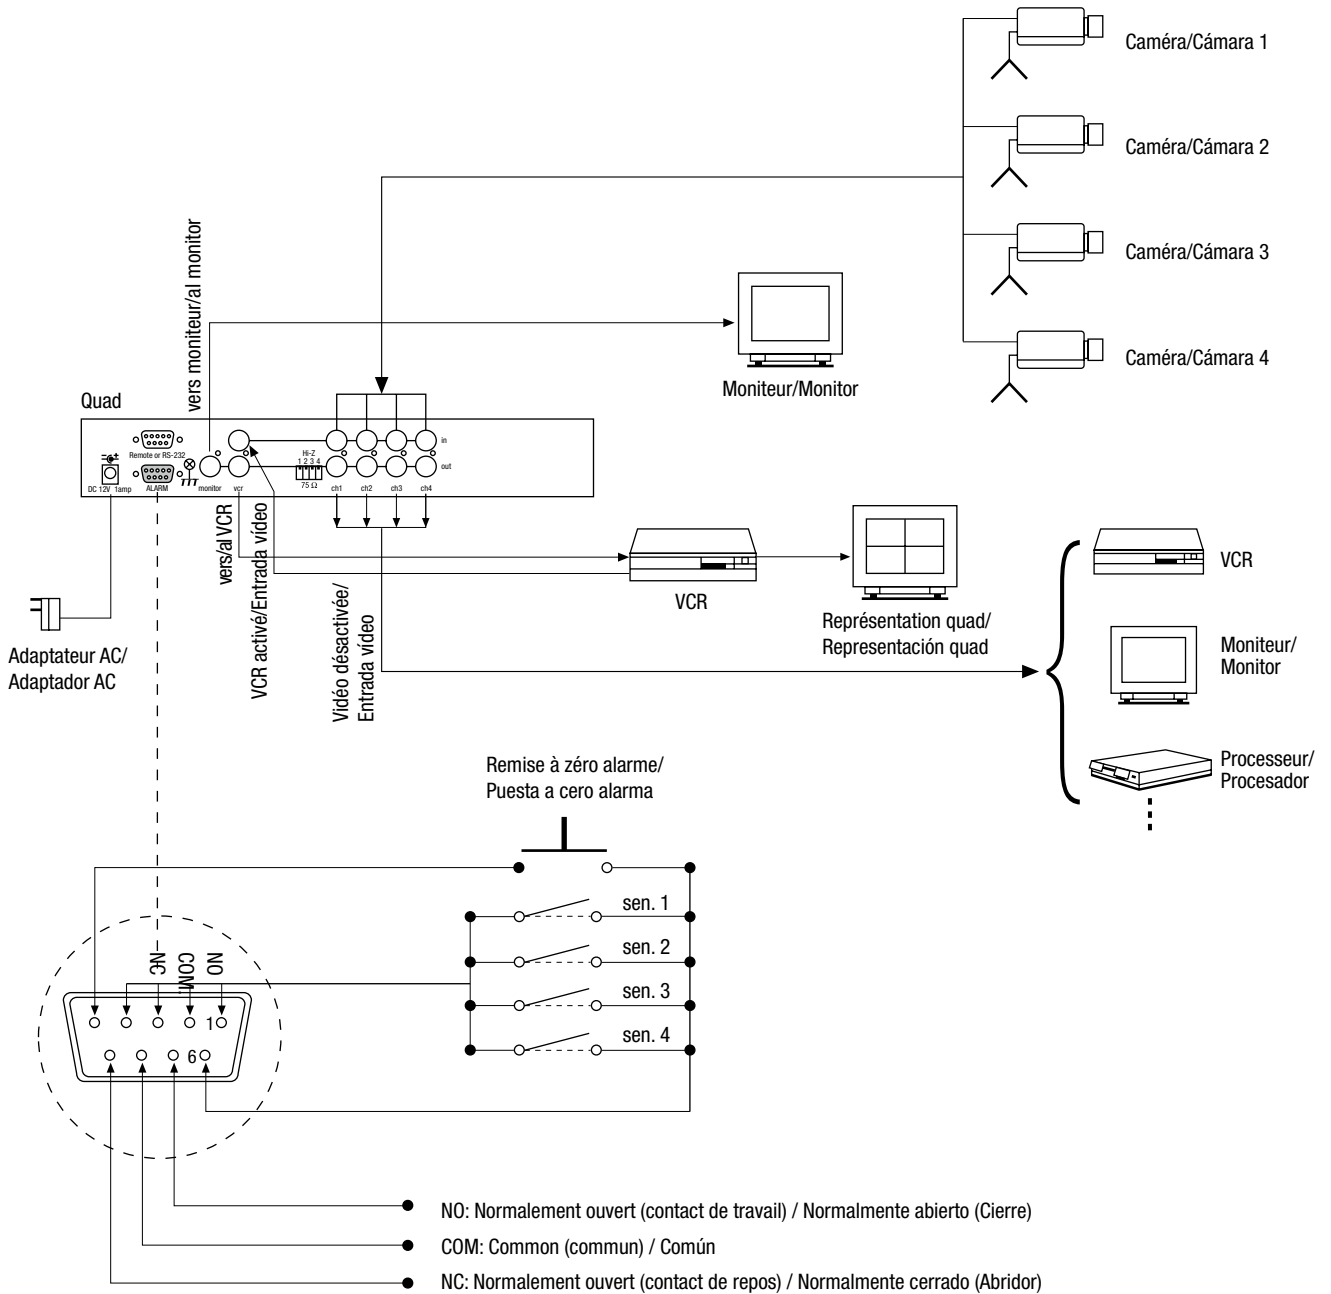 Caméra/Cámara 1
Caméra/Cámara 2
Caméra/Cámara 3
Caméra/Cámara 4
vers moniteur/al monitor
Moniteur/Monitor
Quad
Remote or RS-232
DC 12V 1amp
ALARM
monitor
vcr
Hi-Z
1 2 3 4
75 Ω
in
out
ch1
ch2
ch3
ch4
vers/al VCR
VCR activé/Entrada vídeo
Vidéo désactivée/
Entrada vídeo
VCR
Représentation quad/
Representación quad
VCR
Moniteur/
Monitor
Processeur/
Procesador
Adaptateur AC/
Adaptador AC
Remise à zéro alarme/
Puesta a cero alarma
sen. 1
sen. 2
sen. 3
sen. 4
NC
COM.
NO
1
6
NO: Normalement ouvert (contact de travail) / Normalmente abierto (Cierre)
COM: Common (commun) / Común
NC: Normalement ouvert (contact de repos) / Normalmente cerrado (Abridor)